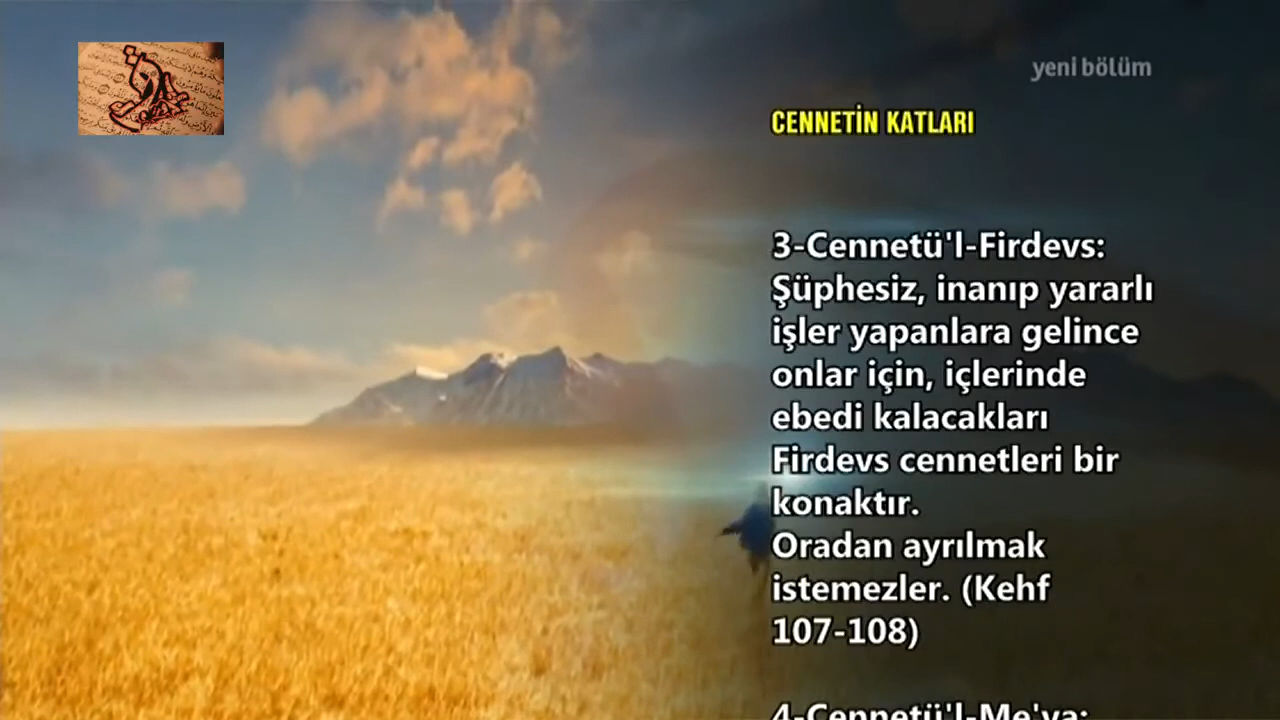 yeni bölüm
CENNETİN KATLARI
3-Cennetü'l-Firdevs:
Şüphesiz, inanıp yararlı
işler yapanlara gelince
onlar için, içlerinde
ebedi kalacakları
Firdevs cennetleri bir
konaktır.
Oradan ayrılmak
istemezler. (Kehf
107-108)
4-Cennetü'l-Me'va: